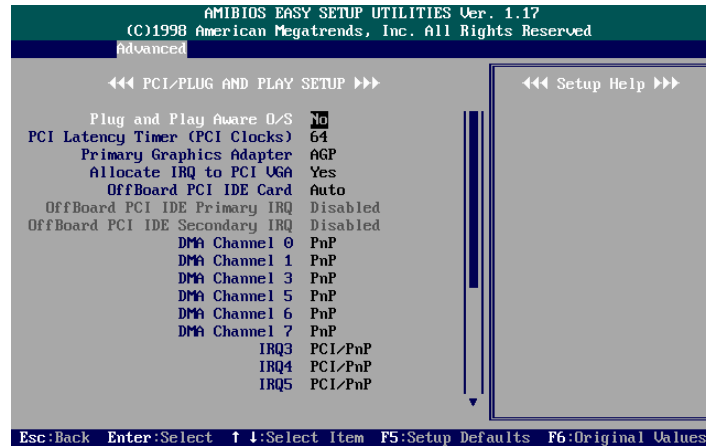 AMIBIOS EASY SETUP UTILITIES Ver. 1.17
(C)1998 American Megatrends, Inc. All Rights Reserved
Advanced
PCI/PLUG AND PLAY SETUP
Setup Help
Plug and Play Aware O/S No
PCI Latency Timer (PCI Clocks) 64
Primary Graphics Adapter AGP
Allocate IRQ to PCI VGA Yes
OffBoard PCI IDE Card Auto
OffBoard PCI IDE Primary IRQ Disabled
OffBoard PCI IDE Secondary IRQ Disabled
DMA Channel 0 PnP
DMA Channel 1 PnP
DMA Channel 3 PnP
DMA Channel 5 PnP
DMA Channel 6 PnP
DMA Channel 7 PnP
IRQ3 PCI/PnP
IRQ4 PCI/PnP
IRQ5 PCI/PnP
Esc:Back Enter:Select ↑ ↓:Select Item F5:Setup Defaults F6:Original Values